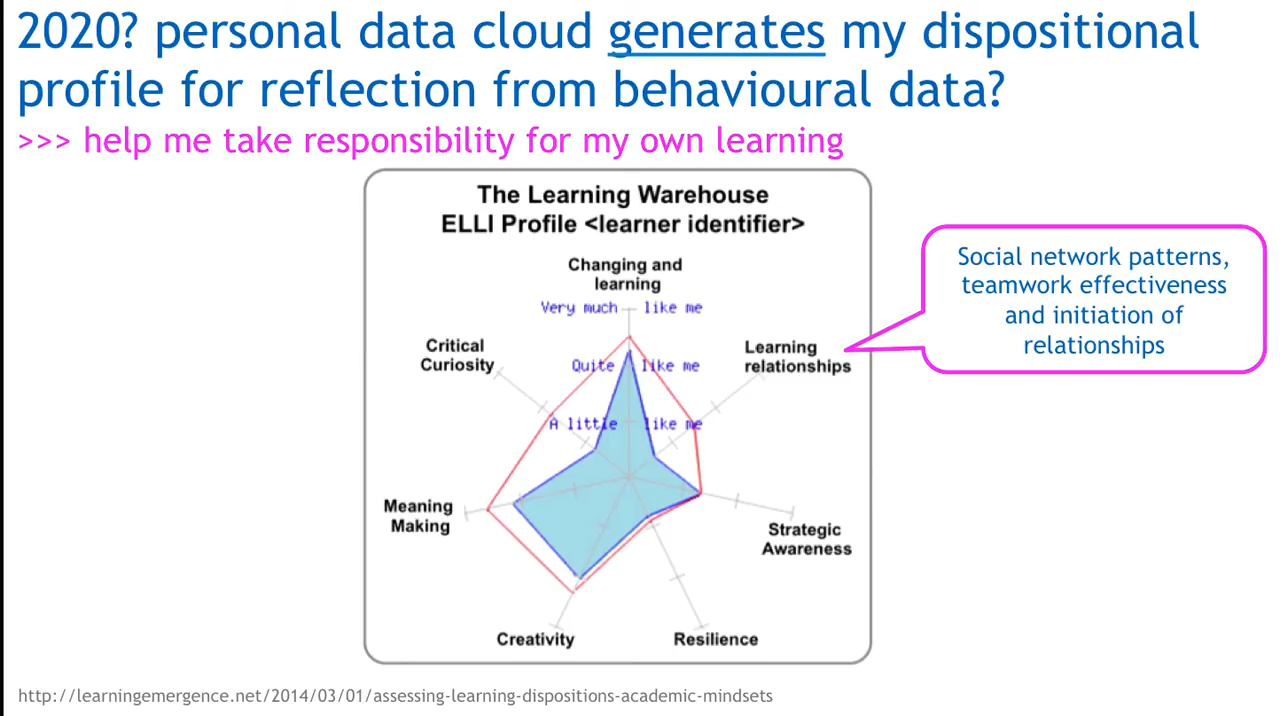 2020? personal data cloud generates my dispositional
profile for reflection from behavioural data?
>>> help me take responsibility for my own learning
The Learning Warehouse
ELLI Profile <learner identifier>
Changing and
learning
Very much like me
Critical
Curiosity
Quite like me
Learning
relationships
A little like me
Meaning
Making
Strategic
Awareness
Creativity
Resilience
Social network patterns,
teamwork effectiveness
and initiation of
relationships
http://learningemergence.net/2014/03/01/assessing-learning-dispositions-academic-mindsets